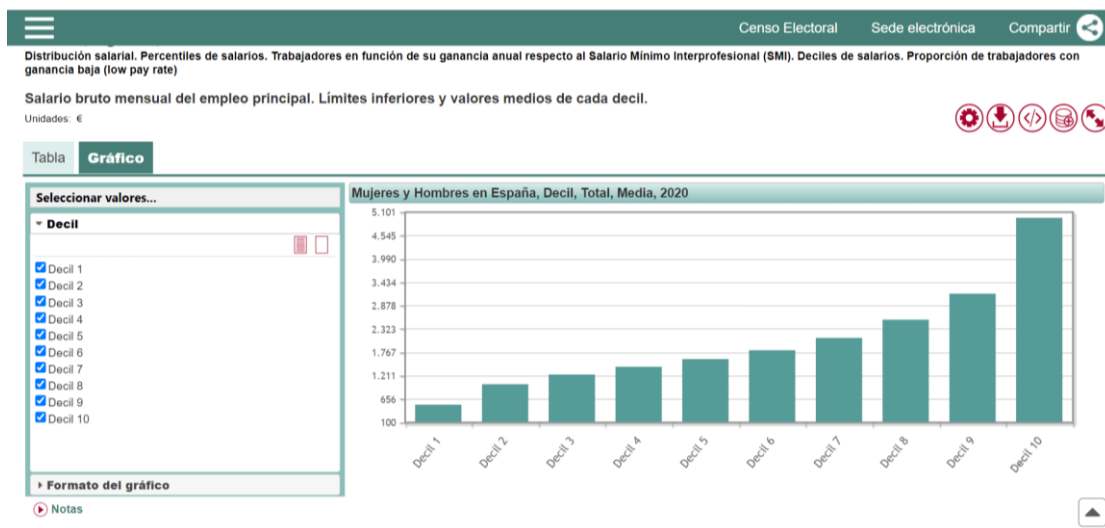 Censo Electoral Sede electrónica Compartir
Distribución salarial. Percentiles de salarios. Trabajadores en función de su ganancia anual respecto al Salario Mínimo Interprofesional (SMI). Deciles de salarios. Proporción de trabajadores con
ganancia baja (low pay rate)
Salario bruto mensual del empleo principal. Límites inferiores y valores medios de cada decil.
Unidades: €
Tabla Gráfico
Seleccionar valores...
Decil
Decil 1
Decil 2
Decil 3
Decil 4
Decil 5
Decil 6
Decil 7
Decil 8
Decil 9
Decil 10
Formato del gráfico
Notas
Mujeres y Hombres en España, Decil, Total, Media, 2020
5.101
4.545
3.990
3.434
2.878
2.323
1.767
1.211
656
100
Decil 1 Decil 2 Decil 3 Decil 4 Decil 5 Decil 6 Decil 7 Decil 8 Decil 9 Decil 10